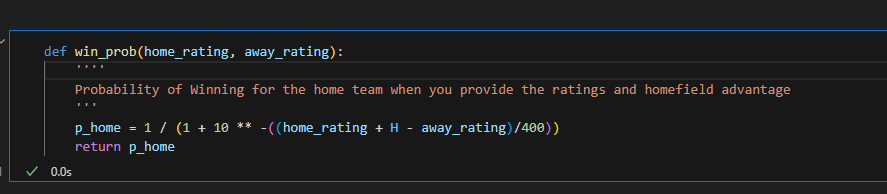 def win_prob(home_rating, away_rating):
''''
Probability of Winning for the home team when you provide the ratings and homefield advantage
'''
p_home = 1 / (1 + 10 ** -((home_rating + H - away_rating)/400))
return p_home
✓ 0.0s